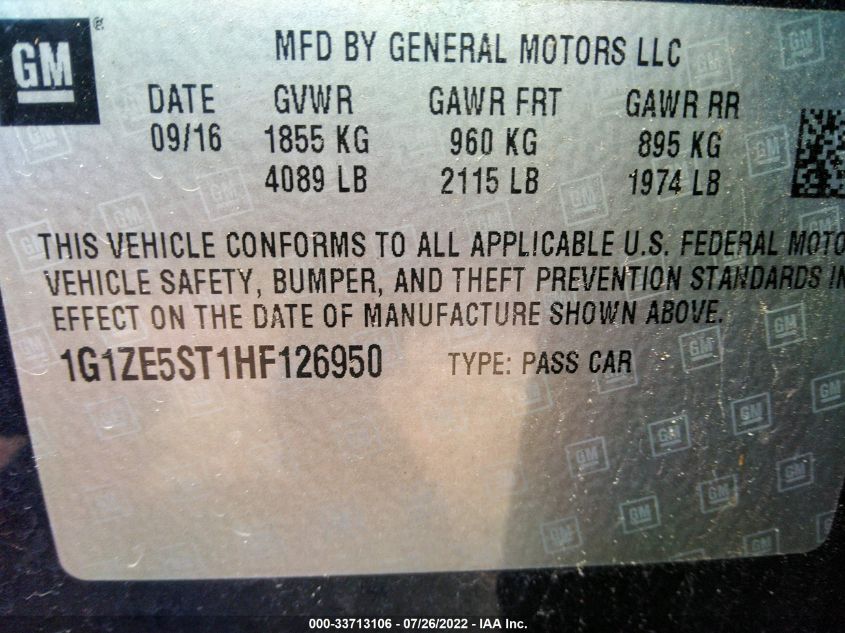 GM®
MFD BY GENERAL MOTORS LLC
DATE GVWR GAWR FRT GAWR RR
09/16 1855 KG 960 KG 895 KG
4089 LB 2115 LB 1974 LB
THIS VEHICLE CONFORMS TO ALL APPLICABLE U.S. FEDERAL MOTO
VEHICLE SAFETY, BUMPER, AND THEFT PREVENTION STANDARDS IN
EFFECT ON THE DATE OF MANUFACTURE SHOWN ABOVE.
1G1ZE5ST1HF126950 TYPE: PASS CAR
000-33713106 - 07/26/2022 - IAA Inc.